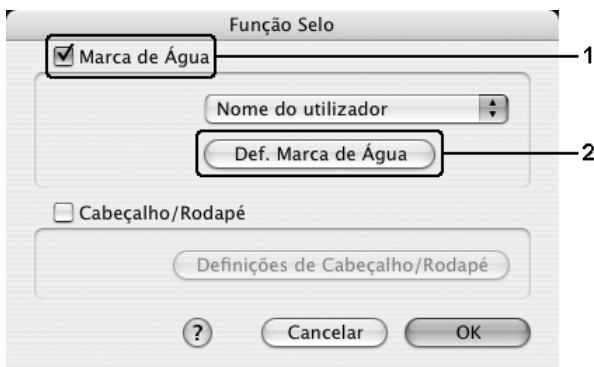 Função Selo
Marca de Água
1
Nome do utilizador
Def. Marca de Água
2
Cabeçalho/Rodapé
Definições de Cabeçalho/Rodapé
? Cancelar OK